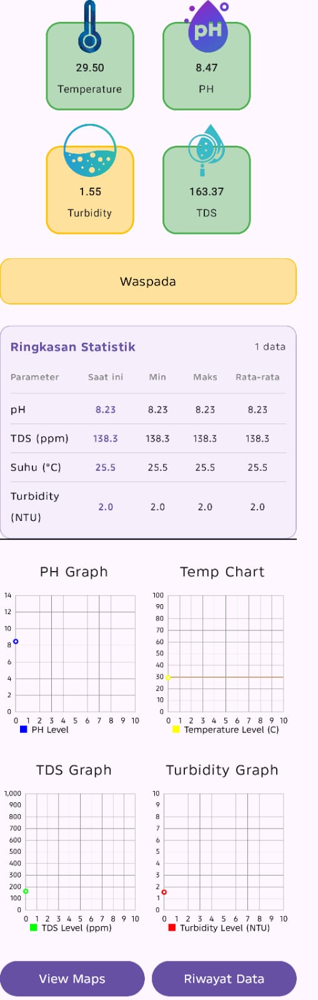 pH
29.50 8.47
Temperature PH
1.55 163.37
Turbidity TDS
Waspada
Ringkasan Statistik 1 data
Parameter Saat ini Min Maks Rata-rata
pH 8.23 8.23 8.23 8.23
TDS (ppm) 138.3 138.3 138.3 138.3
Suhu (°C) 25.5 25.5 25.5 25.5
Turbidity
(NTU) 2.0 2.0 2.0 2.0
PH Graph
14
12
10
8
6
4
2
0
0 1 2 3 4 5 6 7 8 9 10
PH Level
Temp Chart
100
90
80
70
60
50
40
30
20
10
0
0 1 2 3 4 5 6 7 8 9 10
Temperature Level (C)
TDS Graph
1,000
900
800
700
600
500
400
300
200
100
0
0 1 2 3 4 5 6 7 8 9 10
TDS Level (ppm)
Turbidity Graph
10
9
8
7
6
5
4
3
2
1
0
0 1 2 3 4 5 6 7 8 9 10
Turbidity Level (NTU)
View Maps Riwayat Data